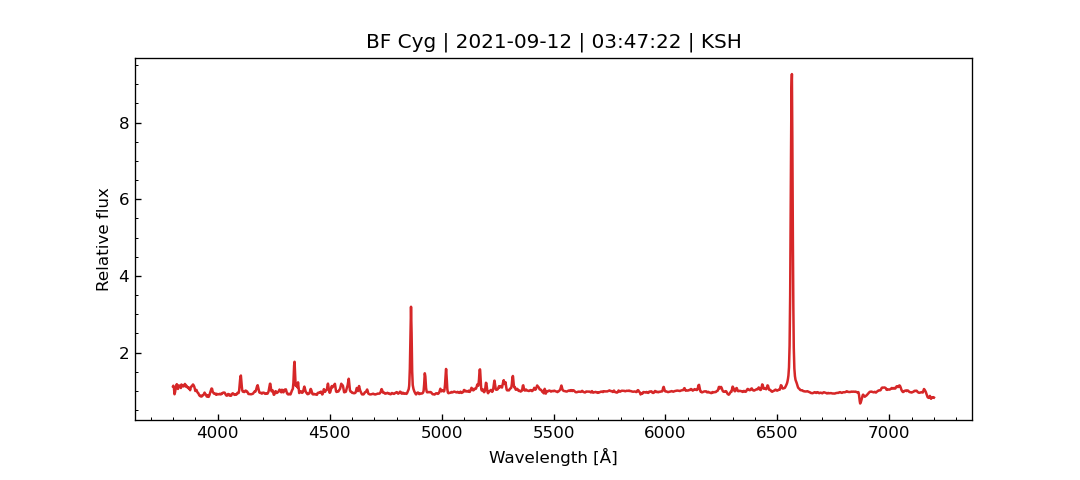 BF Cyg | 2021-09-12 | 03:47:22 | KSH
8
6
4
2
Relative flux
4000 4500 5000 5500 6000 6500 7000
Wavelength [Å]